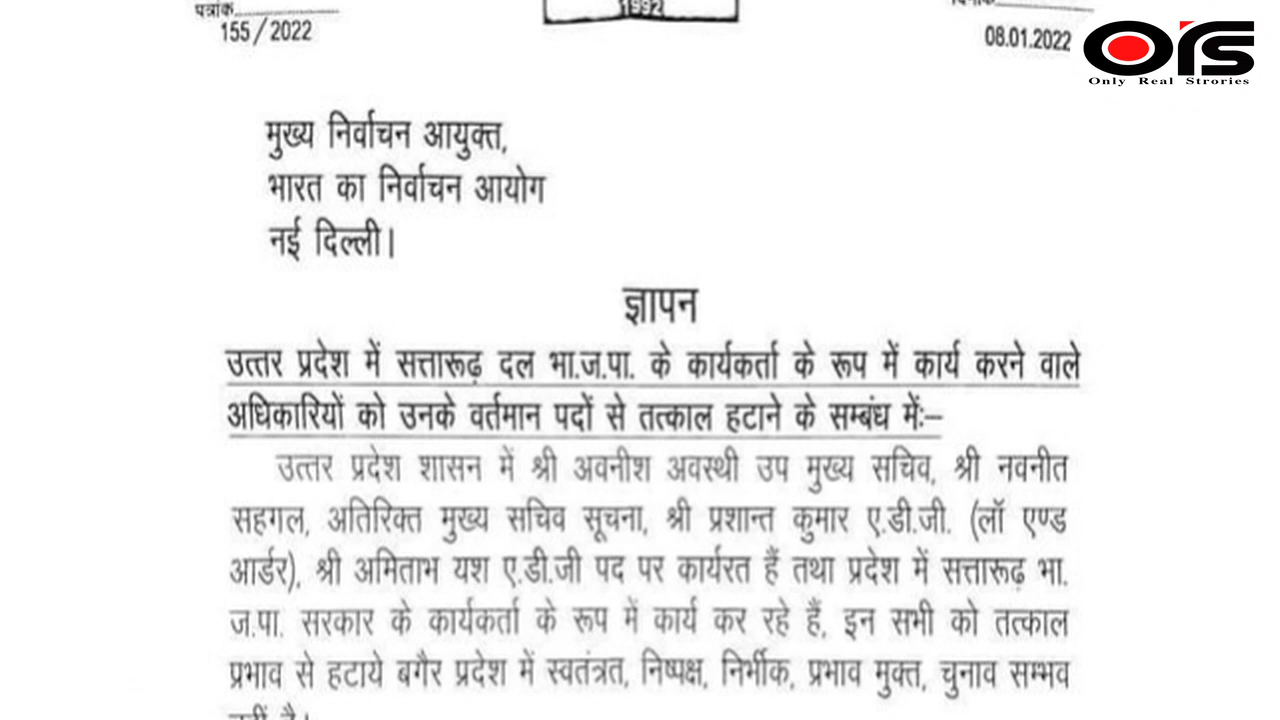 पत्रांक
155/2022
1992
दिनांक
08.01.2022
ors
Only Real Strories
मुख्य निर्वाचन आयुक्त,
भारत का निर्वाचन आयोग
नई दिल्ली।
ज्ञापन
उत्तर प्रदेश में सत्तारूढ़ दल भा.ज.पा. के कार्यकर्ता के रूप में कार्य करने वाले
अधिकारियों को उनके वर्तमान पदों से तत्काल हटाने के सम्बंध में:–
उत्तर प्रदेश शासन में श्री अवनीश अवस्थी उप मुख्य सचिव, श्री नवनीत
सहगल, अतिरिक्त मुख्य सचिव सूचना, श्री प्रशान्त कुमार ए.डी.जी. (लॉ एण्ड
आर्डर), श्री अमिताभ यश ए.डी.जी पद पर कार्यरत हैं तथा प्रदेश में सत्तारूढ़ भा.
ज.पा. सरकार के कार्यकर्ता के रूप में कार्य कर रहे हैं, इन सभी को तत्काल
प्रभाव से हटाये बगैर प्रदेश में स्वतंत्रत, निष्पक्ष, निर्भीक, प्रभाव मुक्त, चुनाव सम्भव
नहीं है।